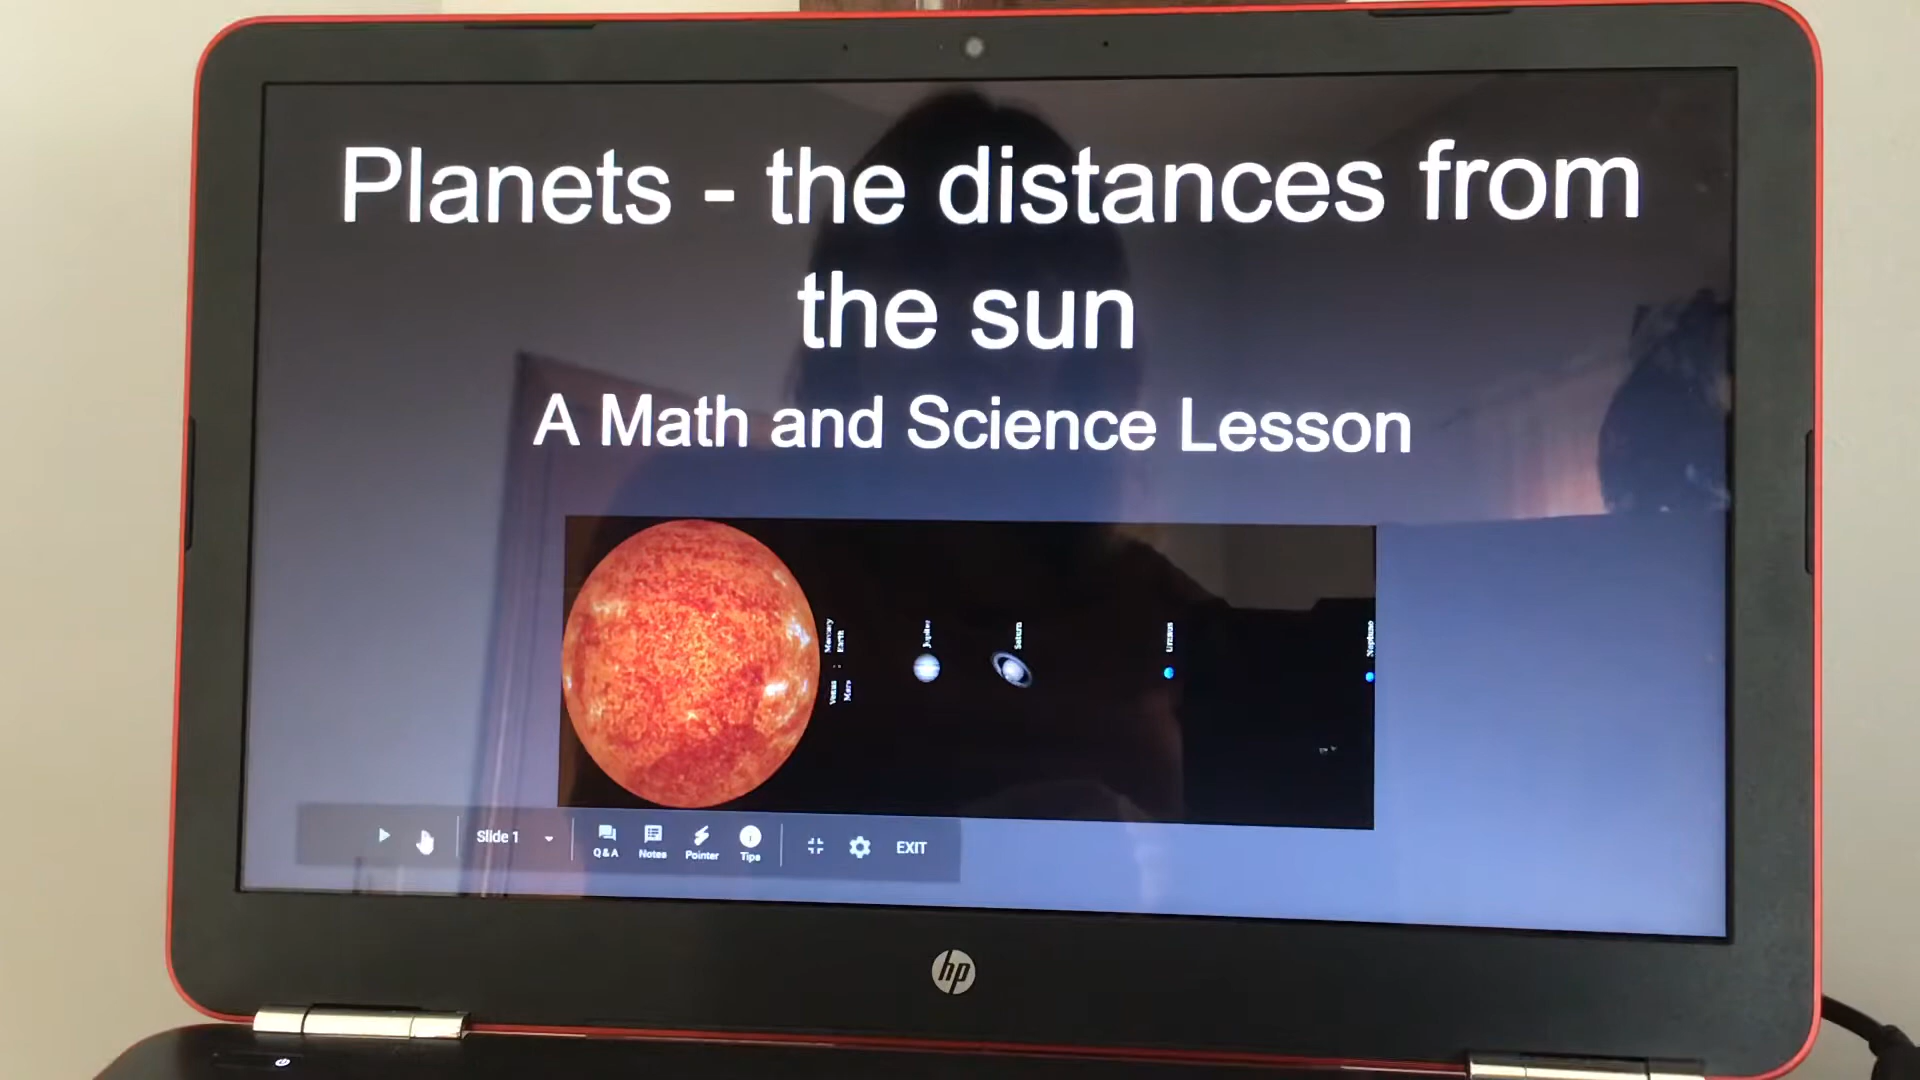 Planets - the distances from
the sun
A Math and Science Lesson
Mercury
Earth
Venus
Mars
Jupiter
Saturn
Uranus
Neptune
Slide 1
Q & A
Notes
Pointer
Tips
EXIT
hp